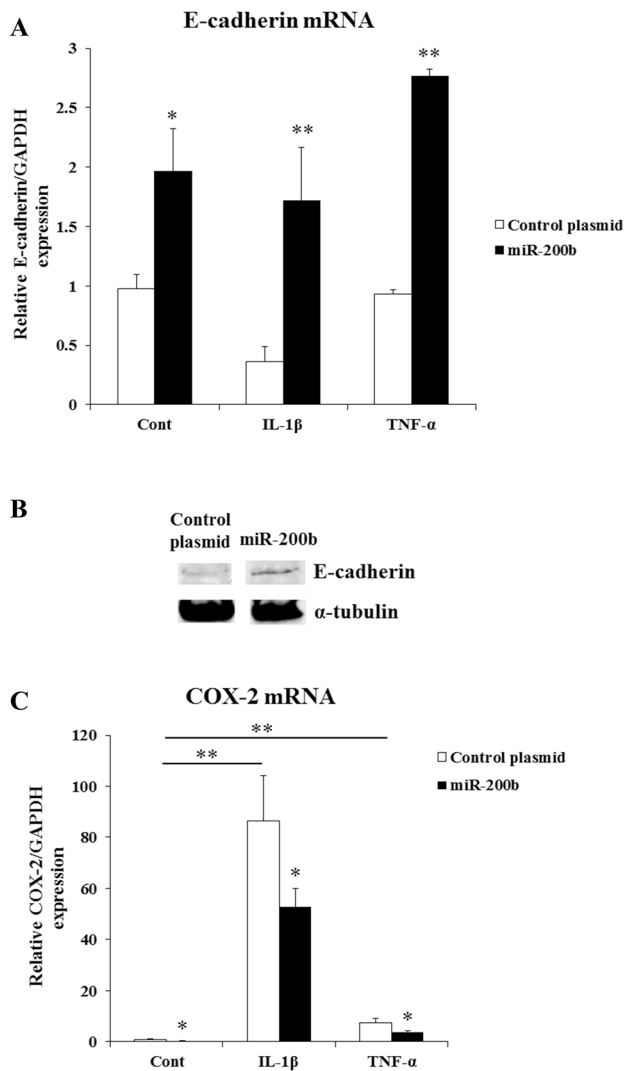 A
E-cadherin mRNA
Relative E-cadherin/GAPDH
expression
3
2.5
2
1.5
1
0.5
0
*
**
**
Cont
IL-1β
TNF-α
Control plasmid
miR-200b
B
Control
plasmid
miR-200b
E-cadherin
α-tubulin
C
COX-2 mRNA
Relative COX-2/GAPDH
expression
120
100
80
60
40
20
0
**
**
*
*
*
Cont
IL-1β
TNF-α
Control plasmid
miR-200b